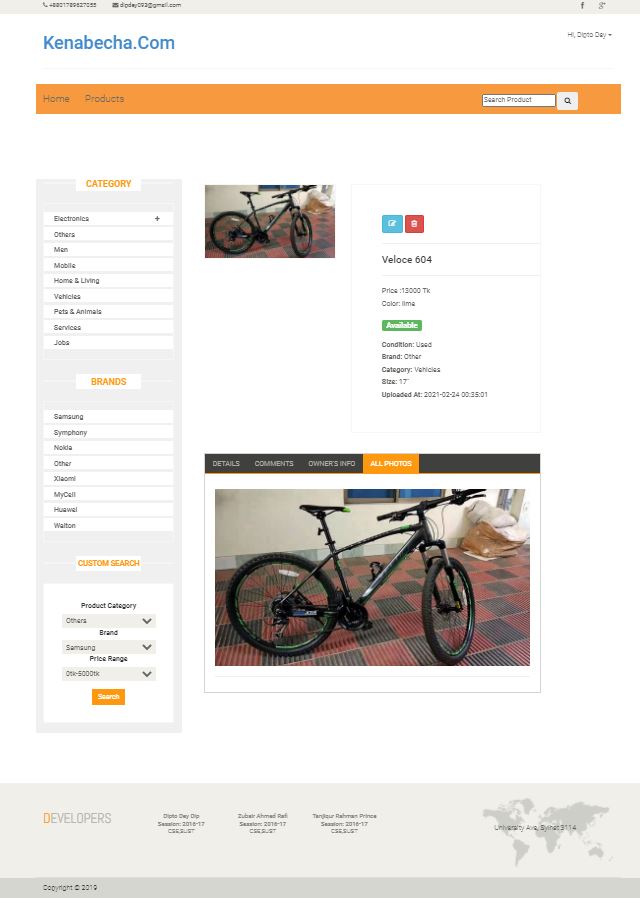 +8801789627055 dipdey093@gmail.com
Kenabecha.Com
Hi, Dipto Dey
Home Products Search Product
CATEGORY
Electronics +
Others
Men
Mobile
Home & Living
Vehicles
Pets & Animals
Services
Jobs
BRANDS
Samsung
Symphony
Nokia
Other
Xiaomi
MyCell
Huawei
Walton
CUSTOM SEARCH
Product Category
Others
Brand
Samsung
Price Range
0tk-5000tk
Search
Veloce 604
Price :13000 Tk
Color: lime
Available
Condition: Used
Brand: Other
Category: Vehicles
Size: 17"
Uploaded At: 2021-02-24 00:35:01
DETAILS COMMENTS OWNER'S INFO ALL PHOTOS
DEVELOPERS
Dipto Dey Dip
Session: 2016-17
CSE,SUST
Zubair Ahmed Rafi
Session: 2016-17
CSE,SUST
Tanjiqur Rahman Prince
Session: 2016-17
CSE,SUST
University Ave, Sylhet 3114
Copyright © 2019